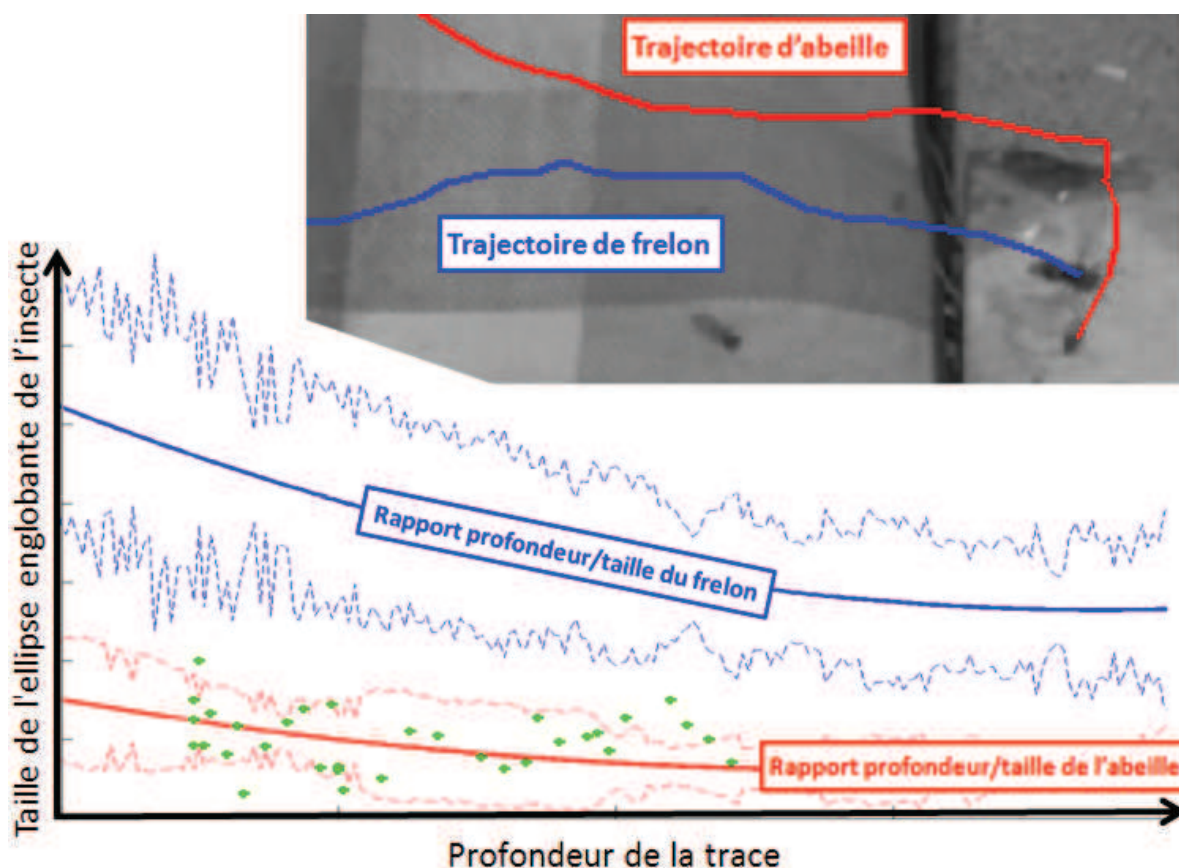 Trajectoire d'abeille
Trajectoire de frelon
Taille de l'ellipse englobante de l'insecte
Rapport profondeur/taille du frelon
Rapport profondeur/taille de l'abeille
Profondeur de la trace